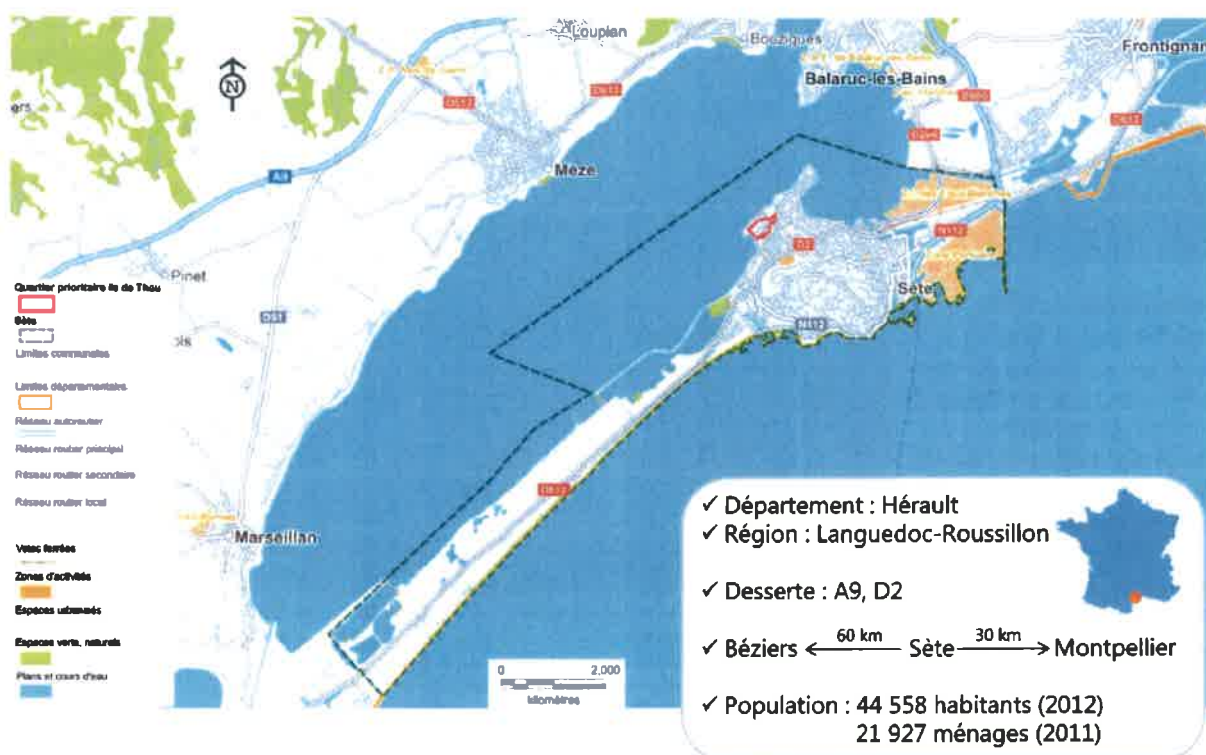 Loupian
Bouzigues
Frontignan
Balaruc-les-Bains
ers
N
D613
D613
A9
Mèze
D2
N112
Sète
N112
Pinet
D51
ols
D612
Marseillan
Quartier prioritaire Ile de Thau
Sète
Limites communales
Limites départementales
Réseau autoroutier
Réseau routier principal
Réseau routier secondaire
Réseau routier local
Voies ferrées
Zones d'activités
Espaces urbanisés
Espaces verts, naturels
Plans et cours d'eau
0 2,000
kilomètres
✓ Département : Hérault
✓ Région : Languedoc-Roussillon
✓ Desserte : A9, D2
✓ Béziers 60 km Sète 30 km Montpellier
✓ Population : 44 558 habitants (2012)
21 927 ménages (2011)